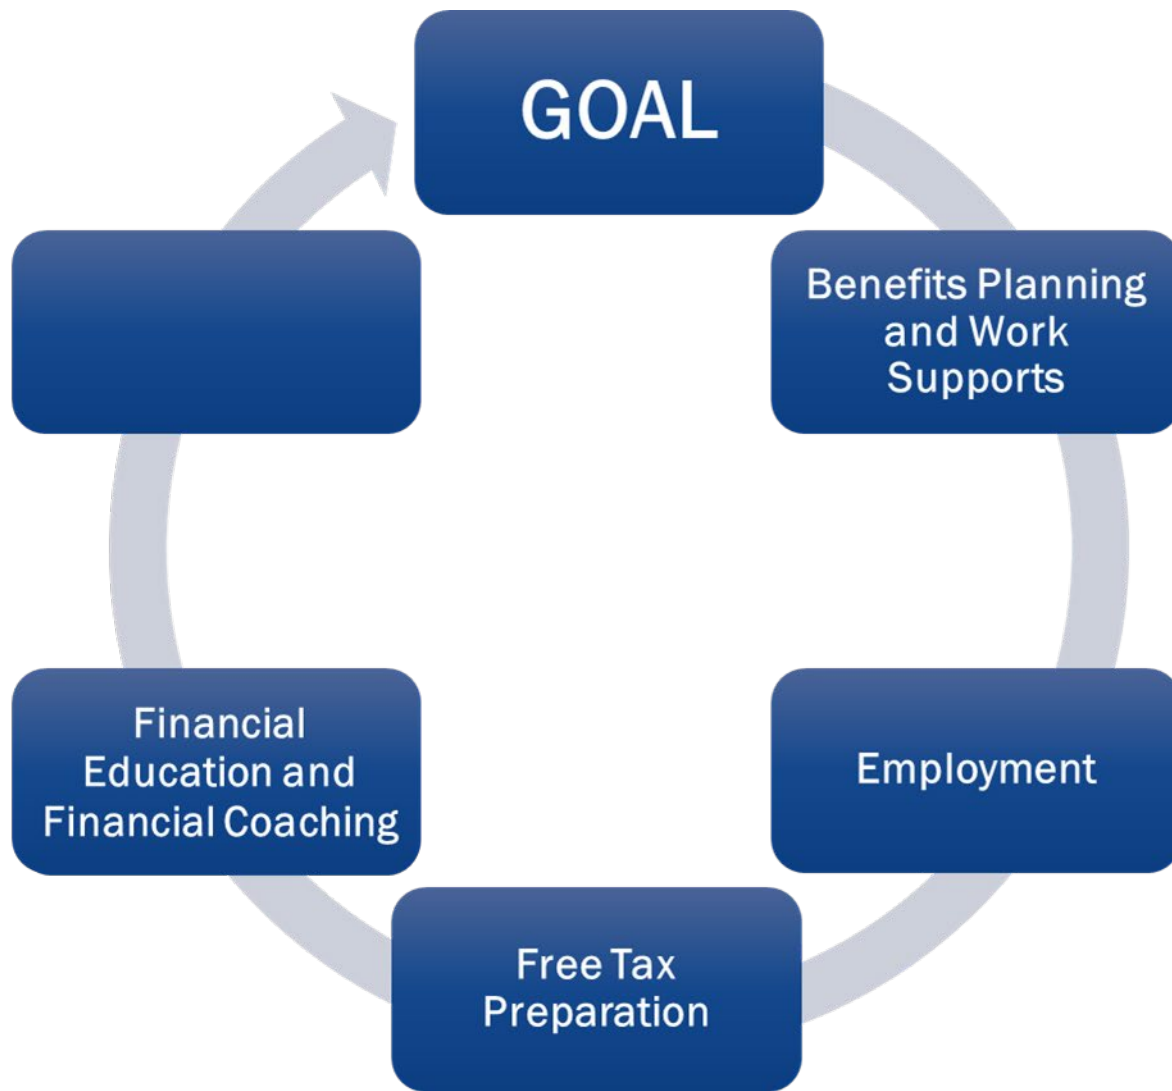 GOAL
Benefits Planning
and Work
Supports
Employment
Free Tax
Preparation
Financial
Education and
Financial Coaching